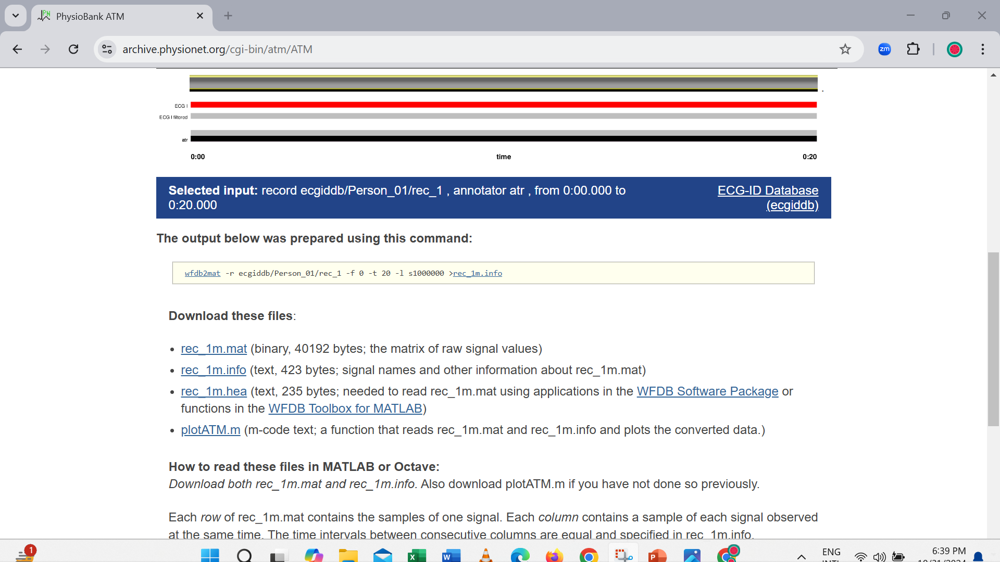 PhysioBank ATM
archive.physionet.org/cgi-bin/atm/ATM
zm
ECG I
ECG I filtered
atr
0:00 time 0:20
Selected input: record ecgiddb/Person_01/rec_1 , annotator atr , from 0:00.000 to
0:20.000
ECG-ID Database
(ecgiddb)
The output below was prepared using this command:
wfdb2mat -r ecgiddb/Person_01/rec_1 -f 0 -t 20 -l s1000000 >rec_1m.info
Download these files:
• rec_1m.mat (binary, 40192 bytes; the matrix of raw signal values)
• rec_1m.info (text, 423 bytes; signal names and other information about rec_1m.mat)
• rec_1m.hea (text, 235 bytes; needed to read rec_1m.mat using applications in the WFDB Software Package or
functions in the WFDB Toolbox for MATLAB)
• plotATM.m (m-code text; a function that reads rec_1m.mat and rec_1m.info and plots the converted data.)
How to read these files in MATLAB or Octave:
Download both rec_1m.mat and rec_1m.info. Also download plotATM.m if you have not done so previously.
Each row of rec_1m.mat contains the samples of one signal. Each column contains a sample of each signal observed
at the same time. The time intervals between consecutive columns are equal and specified in rec_1m.info.
1
ENG
6:39 PM